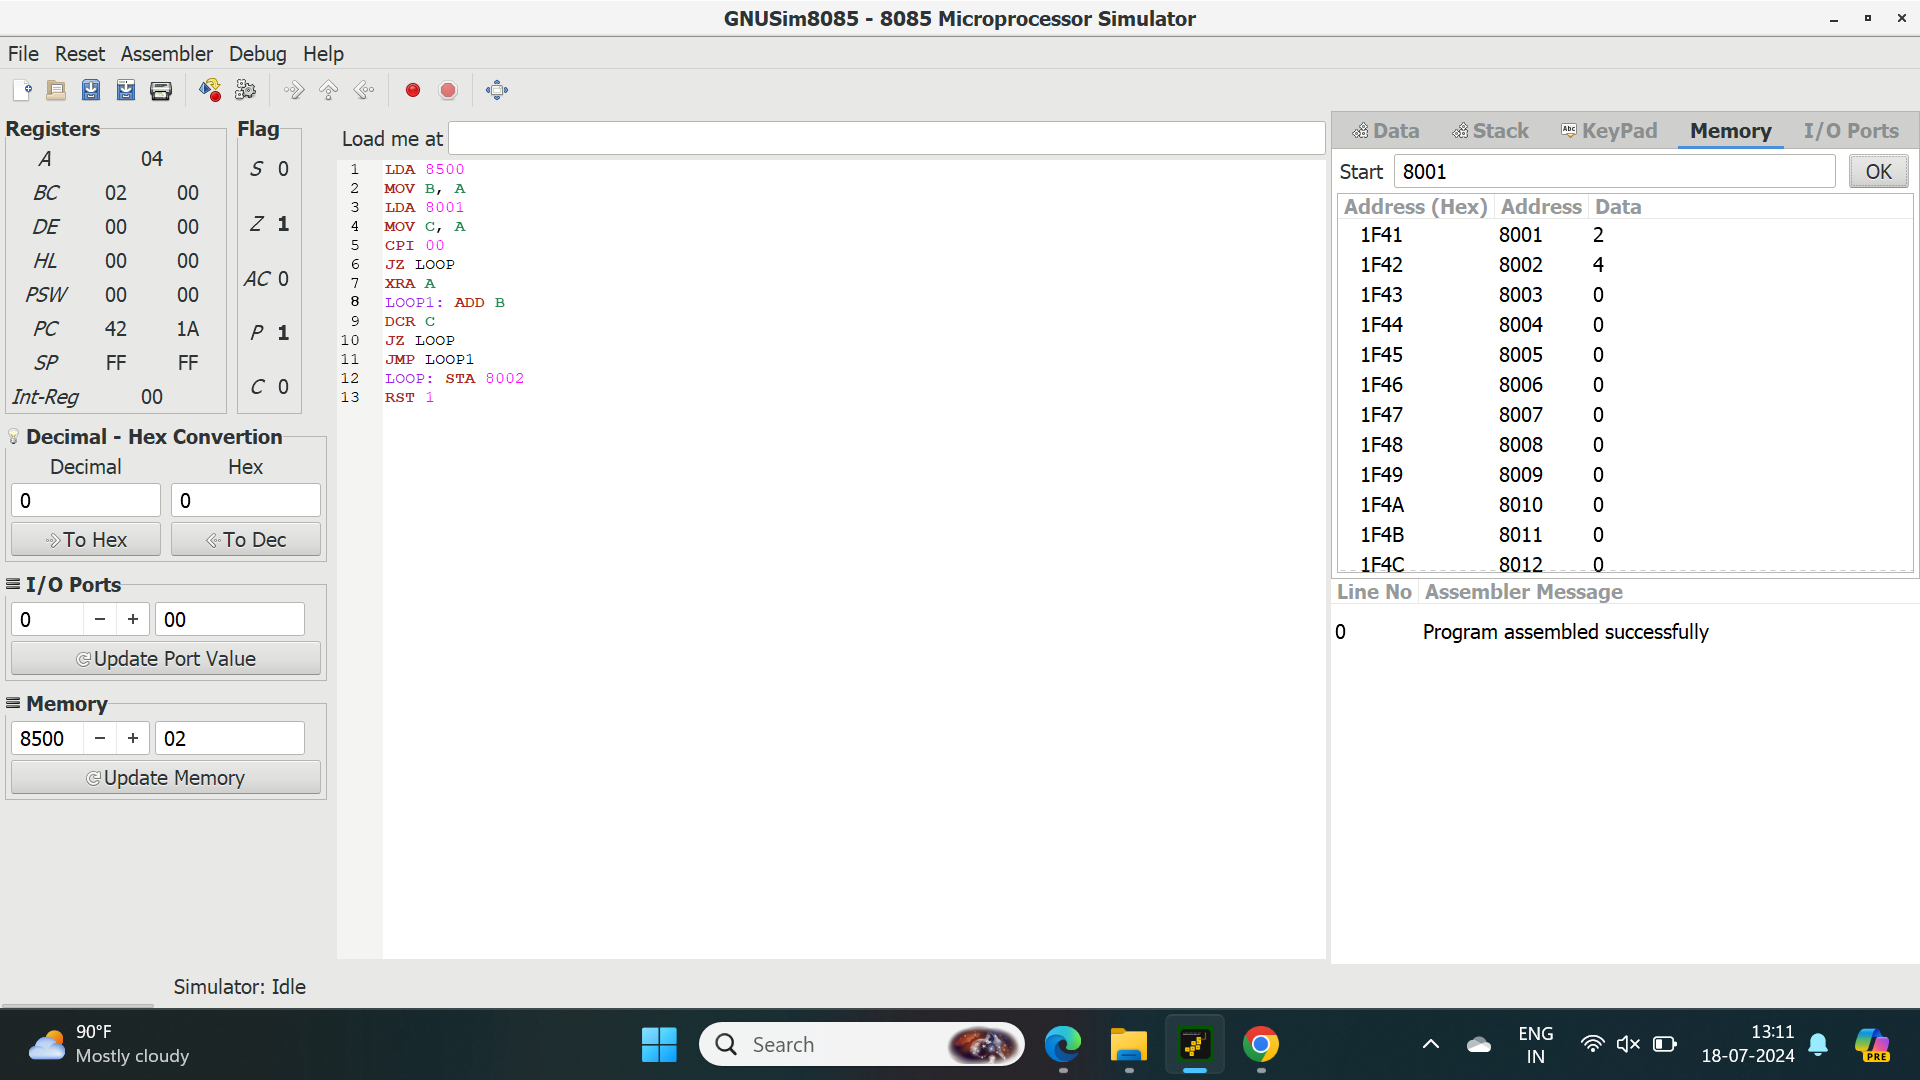 GNUSim8085 - 8085 Microprocessor Simulator
File Reset Assembler Debug Help
Registers
A 04
BC 02 00
DE 00 00
HL 00 00
PSW 00 00
PC 42 1A
SP FF FF
Int-Reg 00
Flag
S 0
Z 1
AC 0
P 1
C 0
Decimal - Hex Convertion
Decimal Hex
0 0
To Hex To Dec
I/O Ports
0 − + 00
Update Port Value
Memory
8500 − + 02
Update Memory
Simulator: Idle
Load me at
1 LDA 8500
2 MOV B, A
3 LDA 8001
4 MOV C, A
5 CPI 00
6 JZ LOOP
7 XRA A
8 LOOP1: ADD B
9 DCR C
10 JZ LOOP
11 JMP LOOP1
12 LOOP: STA 8002
13 RST 1
Data Stack Abc KeyPad Memory I/O Ports
Start 8001 OK
Address (Hex) Address Data
1F41 8001 2
1F42 8002 4
1F43 8003 0
1F44 8004 0
1F45 8005 0
1F46 8006 0
1F47 8007 0
1F48 8008 0
1F49 8009 0
1F4A 8010 0
1F4B 8011 0
1F4C 8012 0
Line No Assembler Message
0 Program assembled successfully
90°F
Mostly cloudy
Search
ENG
IN
13:11
18-07-2024
PRE